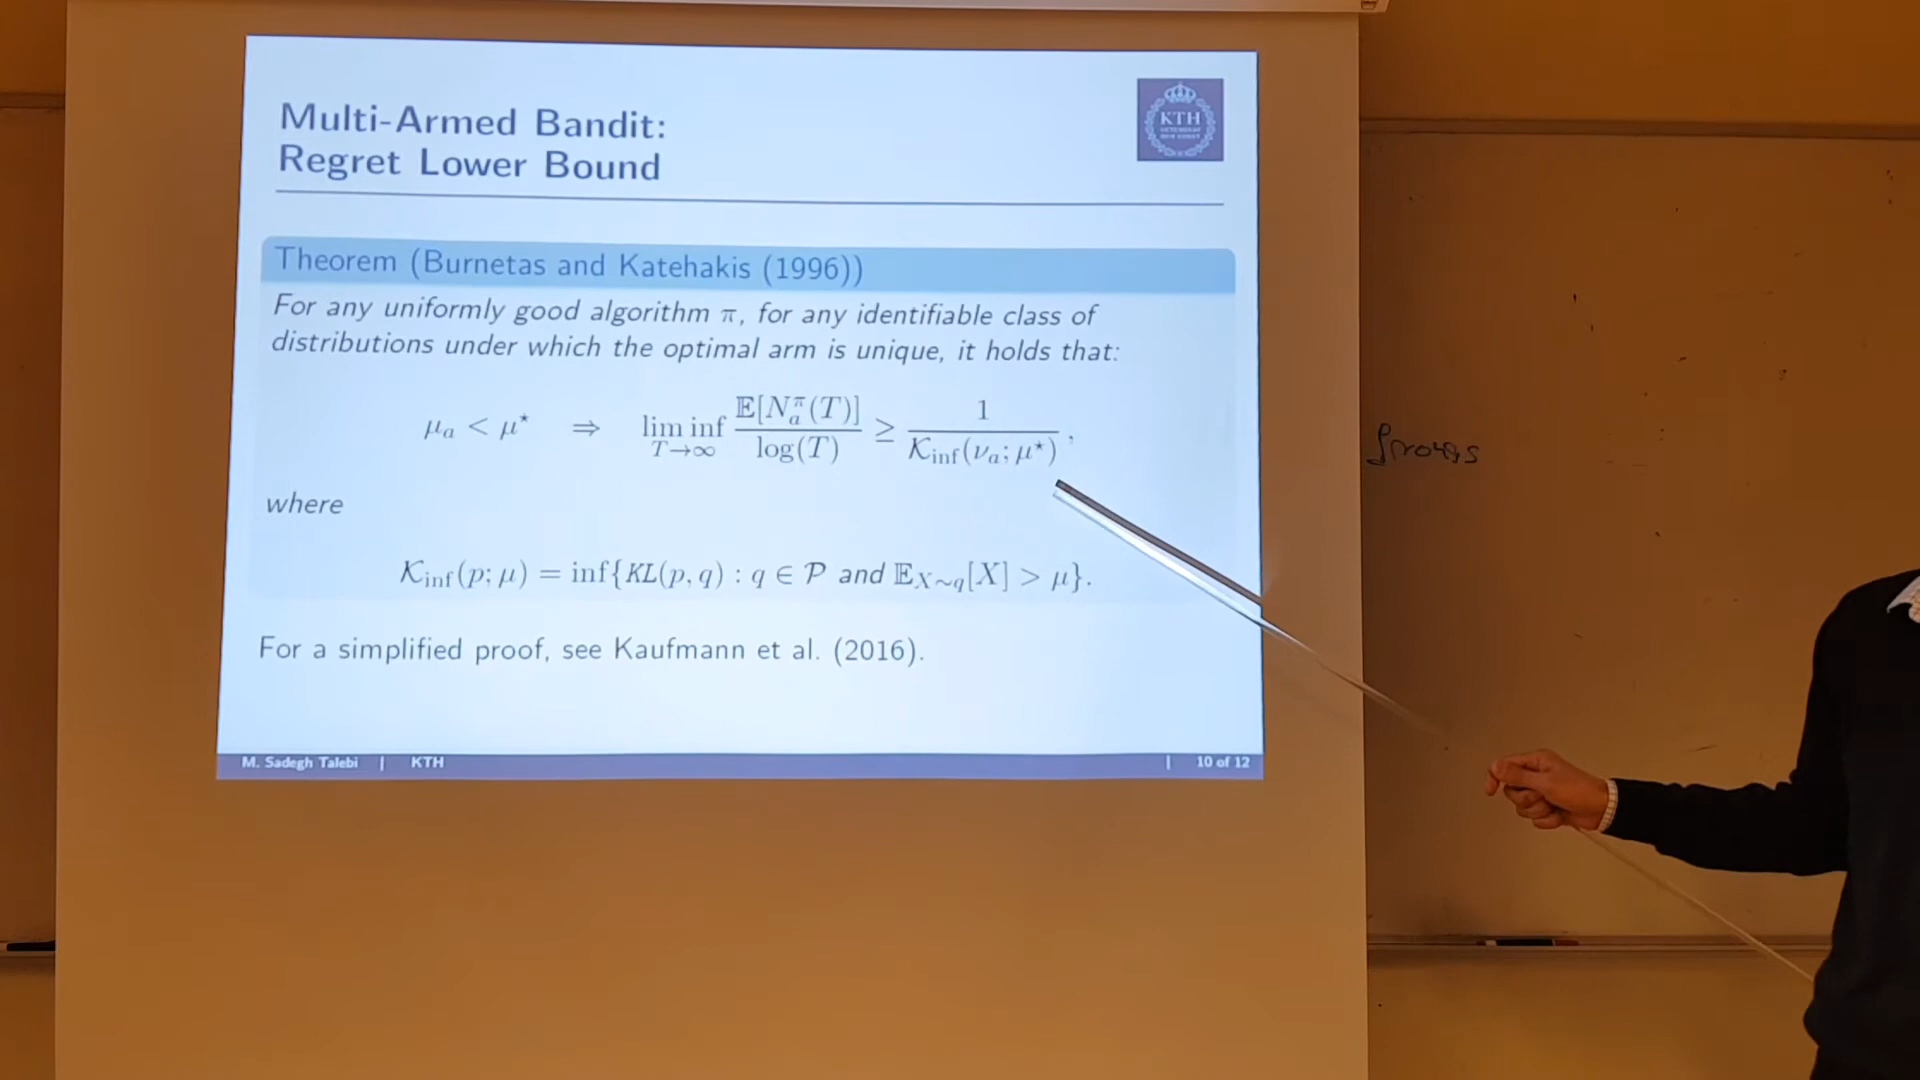 Multi-Armed Bandit:
Regret Lower Bound
KTH
Theorem (Burnetas and Katehakis (1996))
For any uniformly good algorithm π, for any identifiable class of
distributions under which the optimal arm is unique, it holds that:
μ_a < μ* ⇒ lim inf_{T→∞} E[N_a^π(T)] / log(T) ≥ 1 / K_inf(ν_a; μ*),
where
K_inf(p; μ) = inf{KL(p, q) : q ∈ P and E_{X∼q}[X] > μ}.
For a simplified proof, see Kaufmann et al. (2016).
M. Sadegh Talebi | KTH | 10 of 12